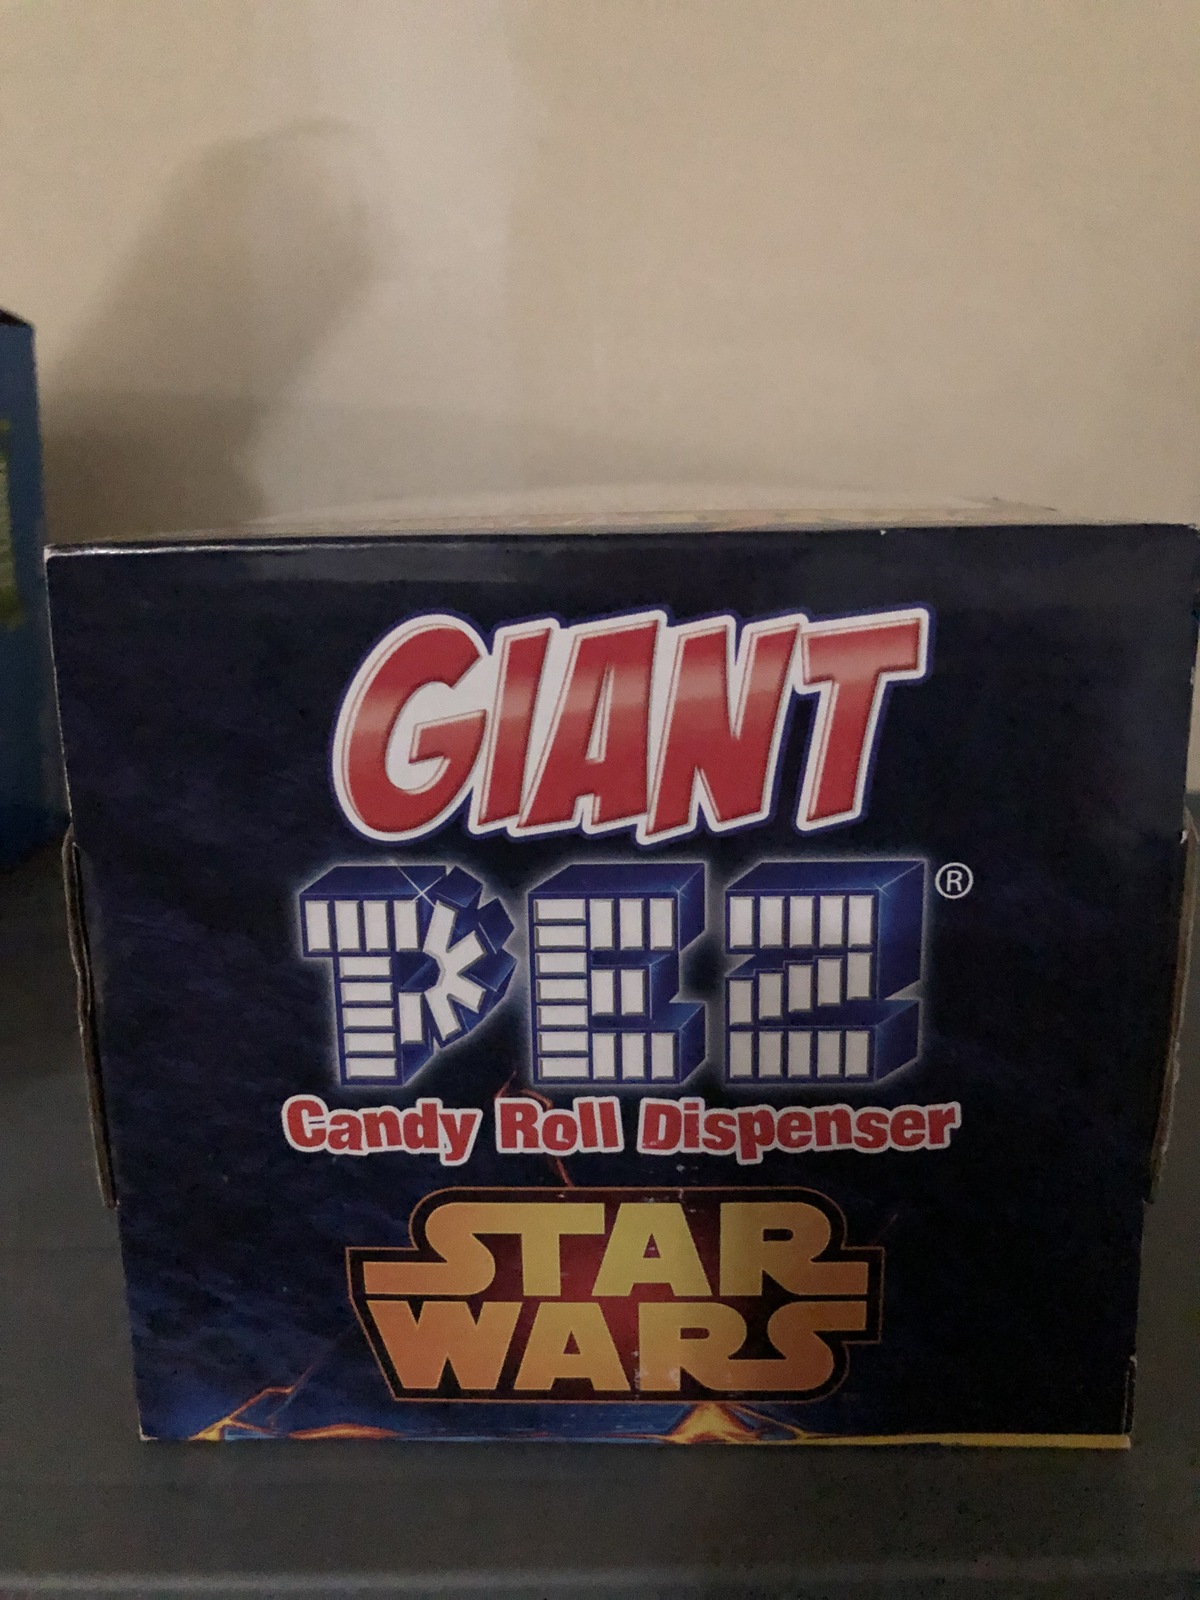 GIANT
PEZ®
Candy Roll Dispenser
STAR
WARS